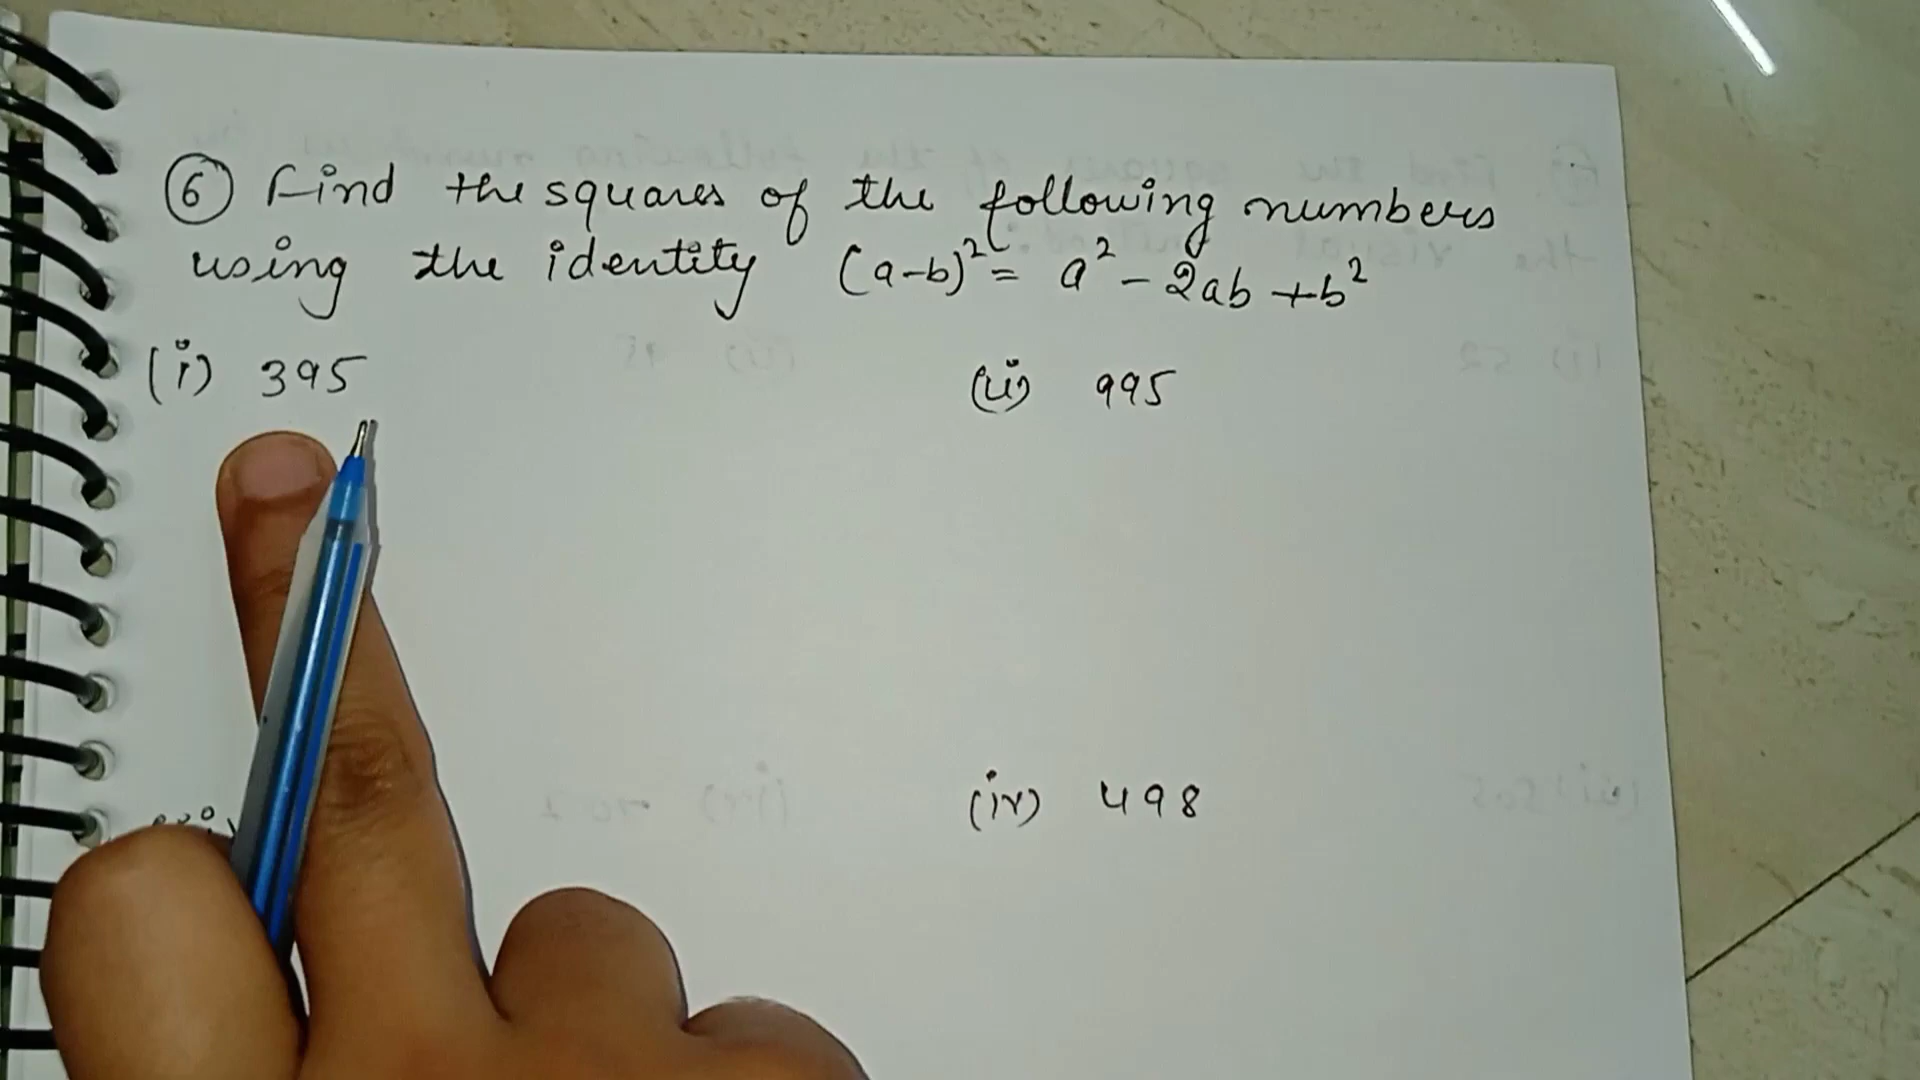 ⑥ Find the squares of the following numbers
using the identity (a-b)² = a² - 2ab + b²
(i) 395
(ii) 995
(iv) 498